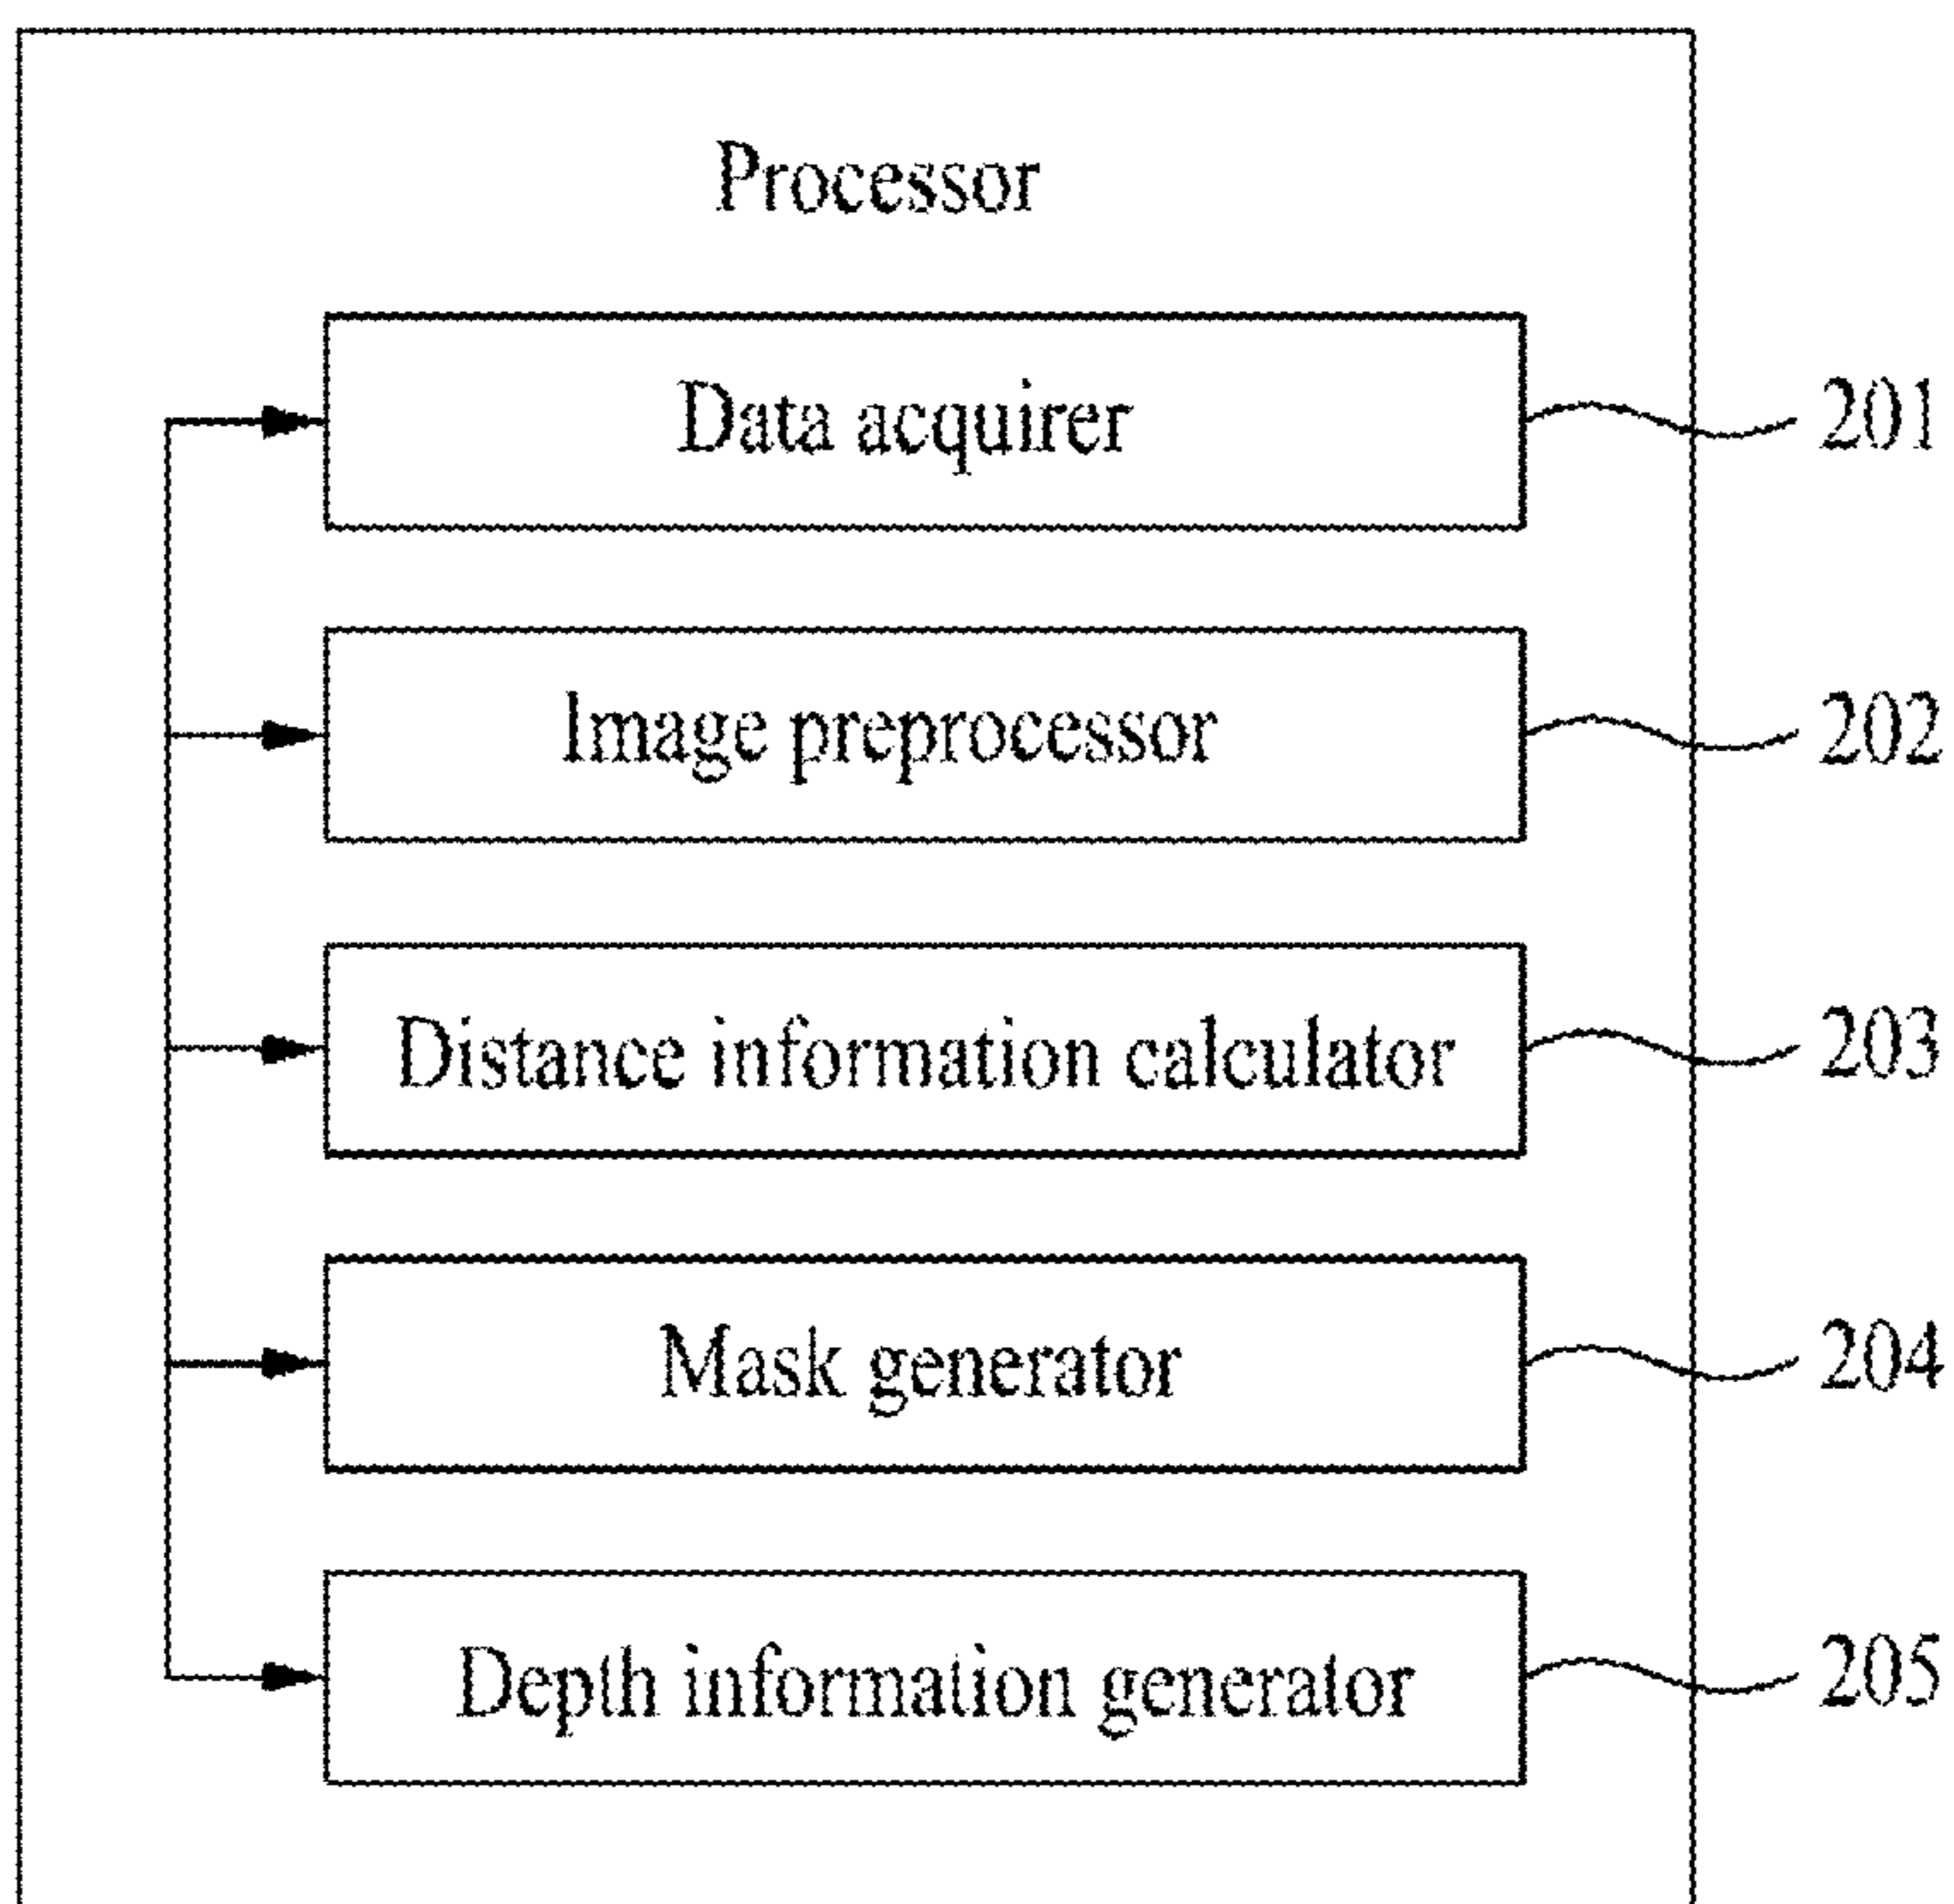 Processor
Data acquirer 201
Image preprocessor 202
Distance information calculator 203
Mask generator 204
Depth information generator 205